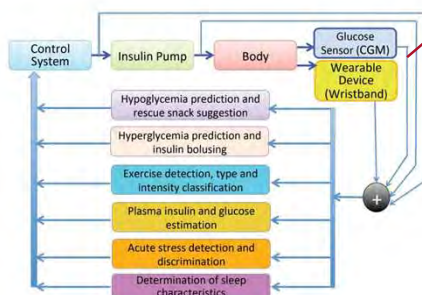 Control
System
Insulin Pump
Body
Glucose
Sensor (CGM)
Wearable
Device
(Wristband)
Hypoglycemia prediction and
rescue snack suggestion
Hyperglycemia prediction and
insulin bolusing
Exercise detection, type and
intensity classification
Plasma insulin and glucose
estimation
Acute stress detection and
discrimination
Determination of sleep
characteristics
+